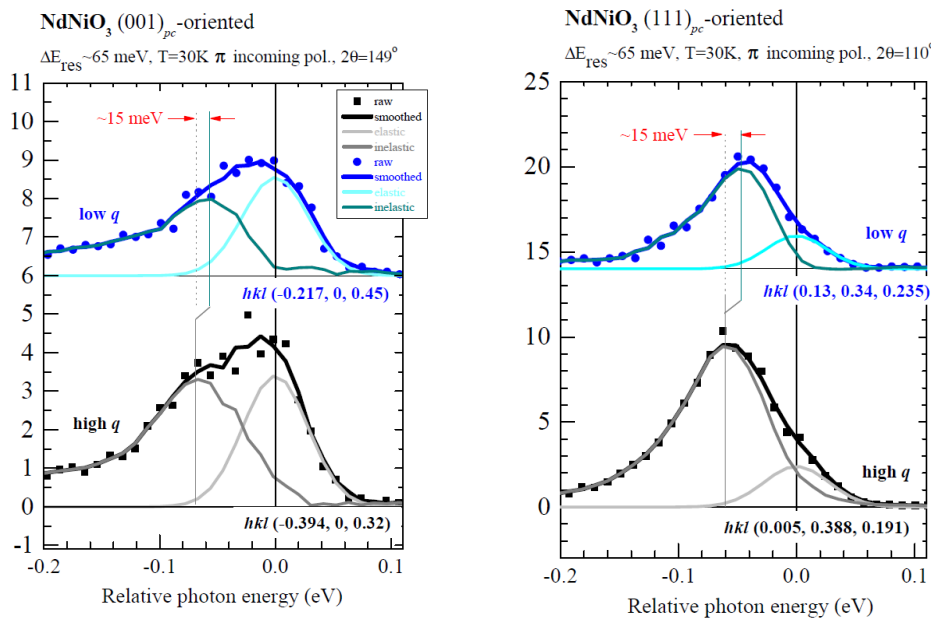 NdNiO3 (001)pc-oriented
ΔEres~65 meV, T=30K π incoming pol., 2θ=149°
11
10
9
8
7
6
5
4
3
2
1
0
-1
~15 meV
raw
smoothed
elastic
inelastic
raw
smoothed
elastic
inelastic
low q
hkl (-0.217, 0, 0.45)
high q
hkl (-0.394, 0, 0.32)
-0.2
-0.1
0.0
0.1
Relative photon energy (eV)
NdNiO3 (111)pc-oriented
ΔEres~65 meV, T=30K, π incoming pol., 2θ=110°
25
20
15
10
5
0
~15 meV
low q
hkl (0.13, 0.34, 0.235)
high q
hkl (0.005, 0.388, 0.191)
-0.2
-0.1
0.0
0.1
Relative photon energy (eV)